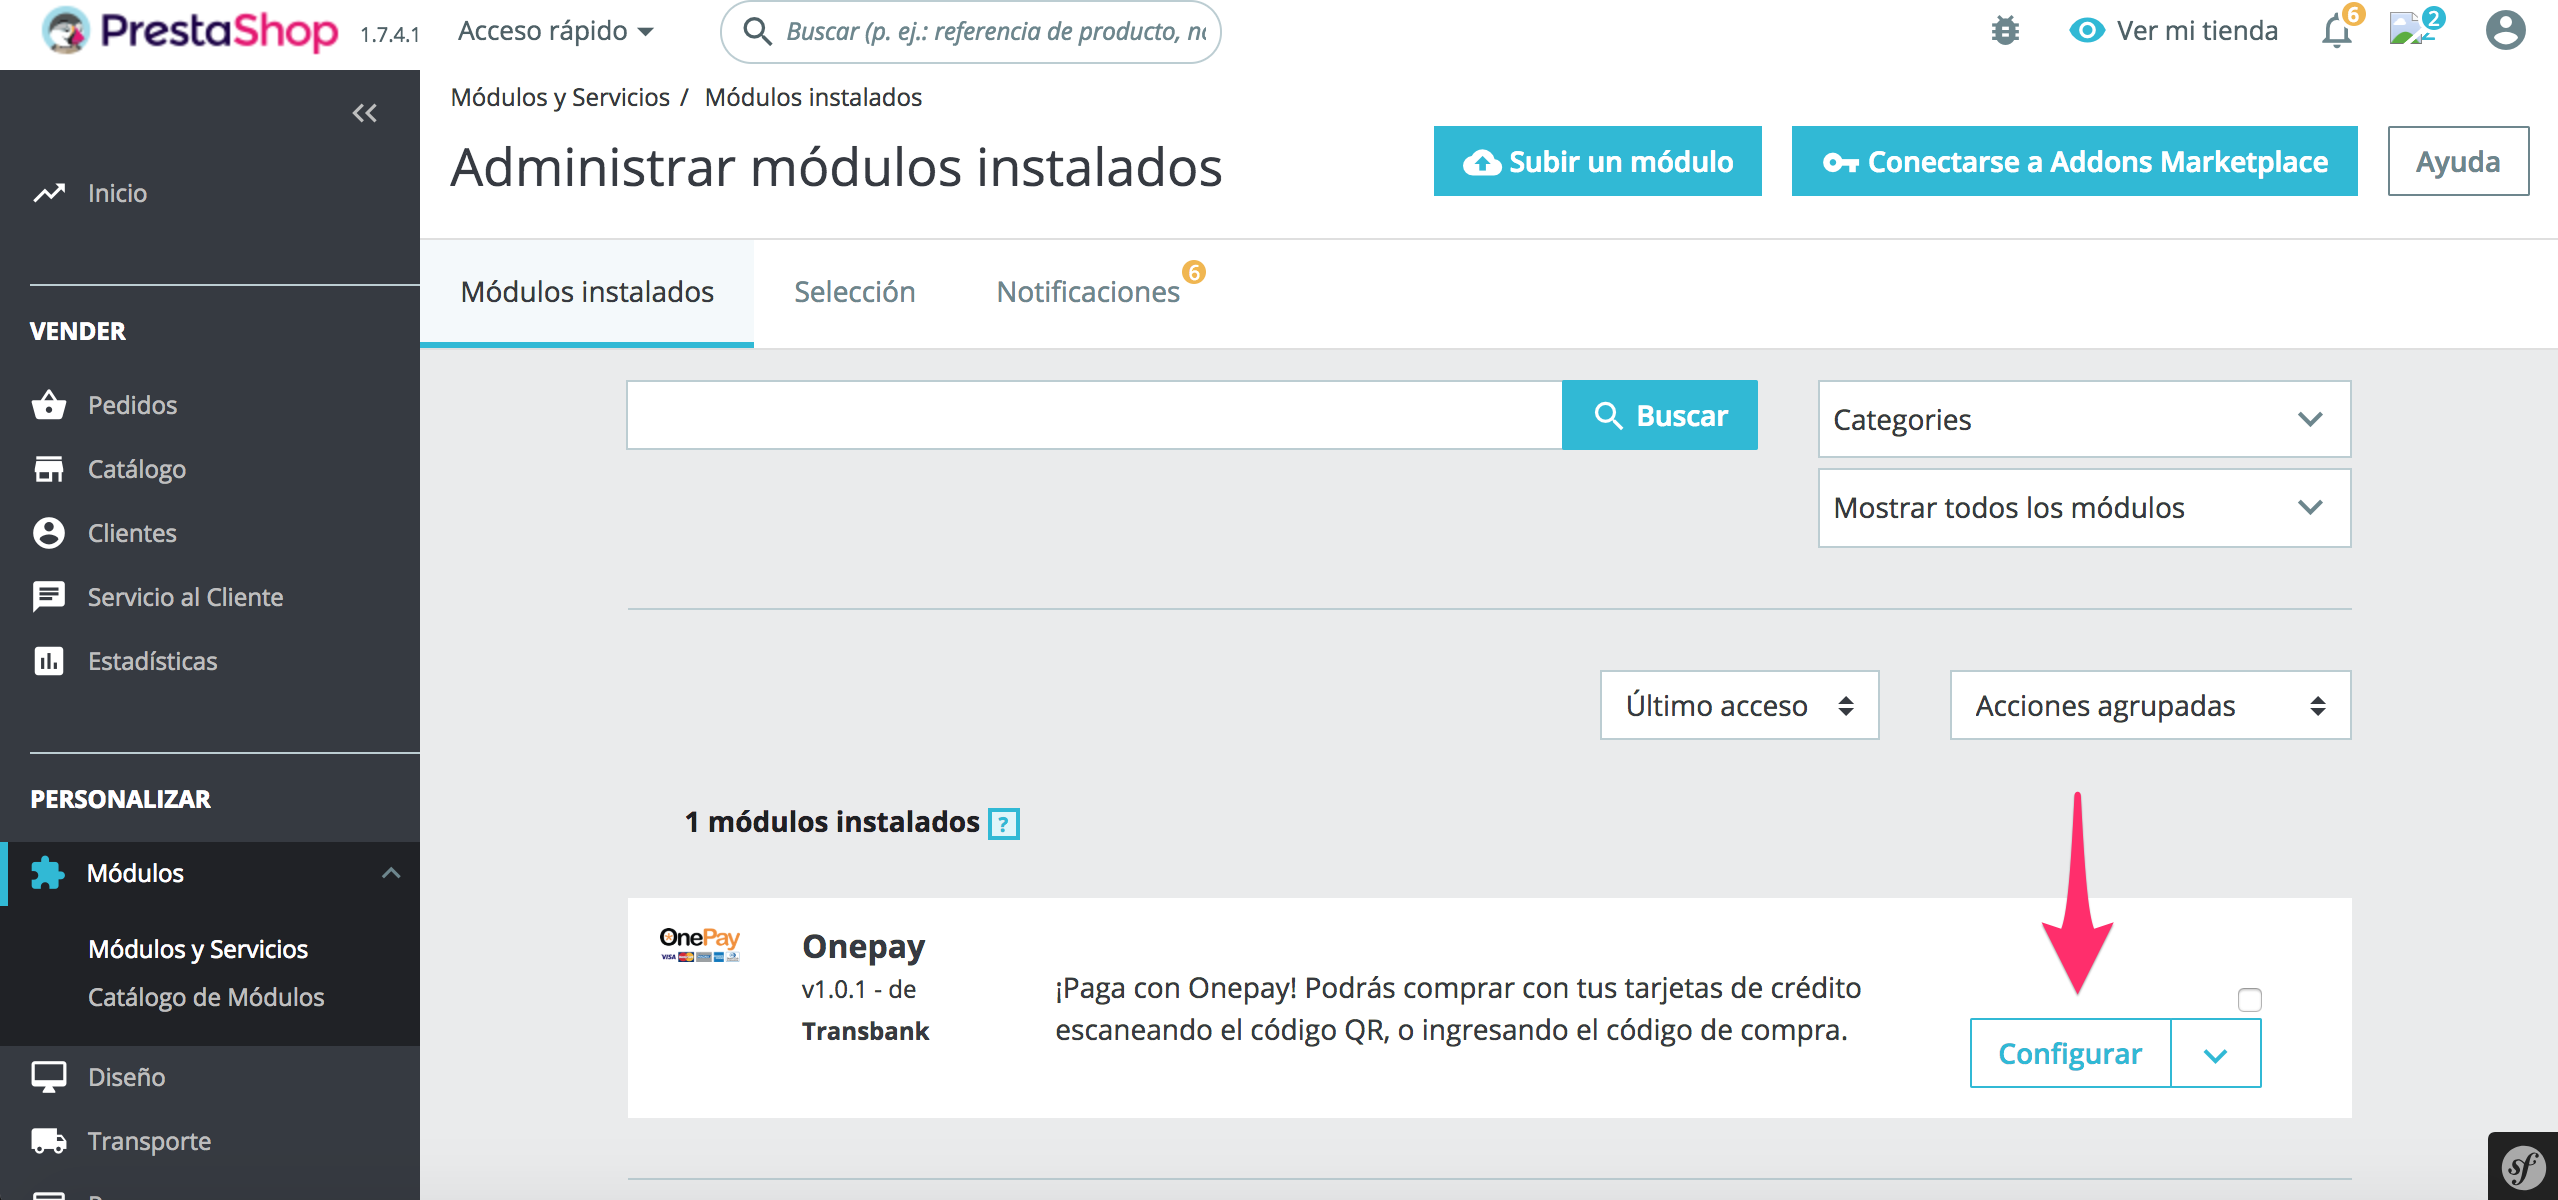 PrestaShop 1.7.4.1 Acceso rápido Buscar (p. ej.: referencia de producto, no Ver mi tienda 6 2
Módulos y Servicios / Módulos instalados
Administrar módulos instalados
Subir un módulo
Conectarse a Addons Marketplace
Ayuda
Inicio
VENDER
Pedidos
Catálogo
Clientes
Servicio al Cliente
Estadísticas
PERSONALIZAR
Módulos
Módulos y Servicios
Catálogo de Módulos
Diseño
Transporte
Módulos instalados Selección Notificaciones 6
Buscar
Categories
Mostrar todos los módulos
Último acceso Acciones agrupadas
1 módulos instalados ?
OnePay
VISA
Onepay
v1.0.1 - de
Transbank
¡Paga con Onepay! Podrás comprar con tus tarjetas de crédito
escaneando el código QR, o ingresando el código de compra.
Configurar
sf